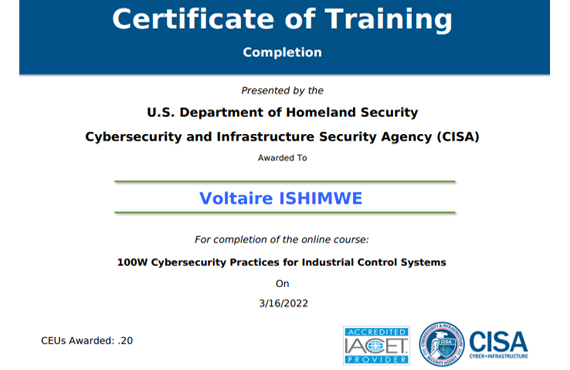 Certificate of Training
Completion
Presented by the
U.S. Department of Homeland Security
Cybersecurity and Infrastructure Security Agency (CISA)
Awarded To
Voltaire ISHIMWE
For completion of the online course:
100W Cybersecurity Practices for Industrial Control Systems
On
3/16/2022
CEUs Awarded: .20
ACCREDITED
IACET
PROVIDER
CISA
CISA
CYBER+INFRASTRUCTURE